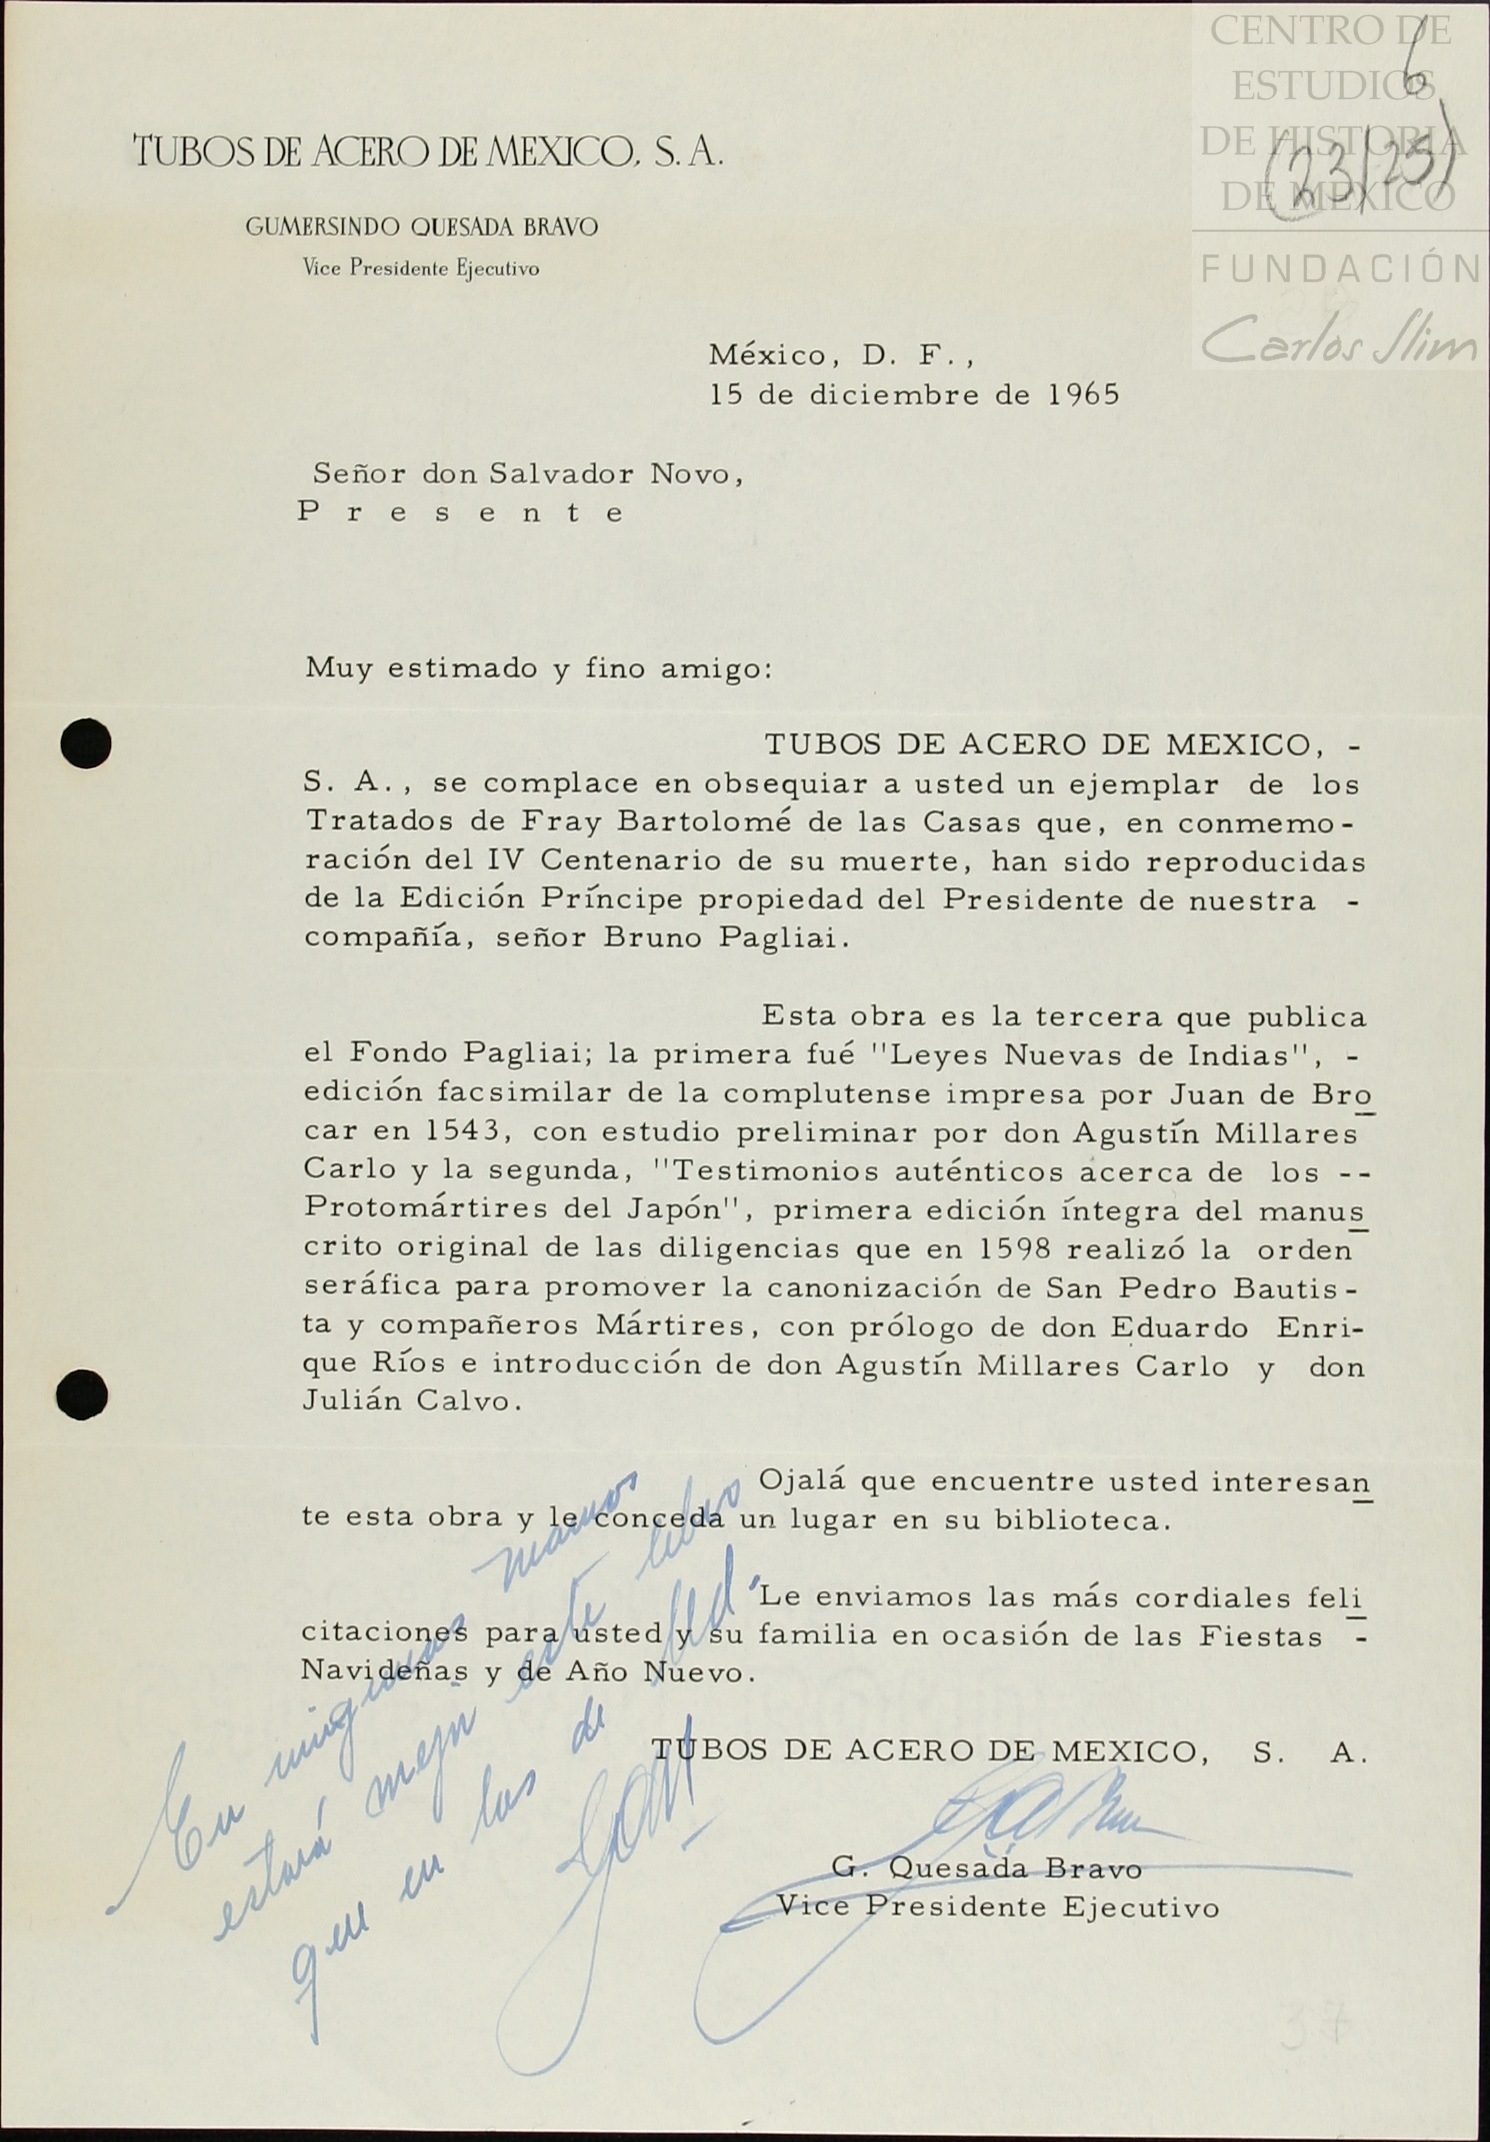 CENTRO DE
ESTUDIOS
DE HISTORIA
DE MÉXICO
FUNDACIÓN
Carlos Slim
6
(23/25)
TUBOS DE ACERO DE MEXICO, S. A.
GUMERSINDO QUESADA BRAVO
Vice Presidente Ejecutivo
México, D. F.,
15 de diciembre de 1965
Señor don Salvador Novo,
P r e s e n t e
Muy estimado y fino amigo:
TUBOS DE ACERO DE MEXICO, -
S. A., se complace en obsequiar a usted un ejemplar de los
Tratados de Fray Bartolomé de las Casas que, en conmemo-
ración del IV Centenario de su muerte, han sido reproducidas
de la Edición Príncipe propiedad del Presidente de nuestra -
compañía, señor Bruno Pagliai.
Esta obra es la tercera que publica
el Fondo Pagliai; la primera fué "Leyes Nuevas de Indias", -
edición facsimilar de la complutense impresa por Juan de Bro
car en 1543, con estudio preliminar por don Agustín Millares
Carlo y la segunda, "Testimonios auténticos acerca de los --
Protomártires del Japón", primera edición íntegra del manus
crito original de las diligencias que en 1598 realizó la orden
seráfica para promover la canonización de San Pedro Bautis-
ta y compañeros Mártires, con prólogo de don Eduardo Enri-
que Ríos e introducción de don Agustín Millares Carlo y don
Julián Calvo.
Ojalá que encuentre usted interesan
te esta obra y le conceda un lugar en su biblioteca.
Le enviamos las más cordiales feli
citaciones para usted y su familia en ocasión de las Fiestas -
Navideñas y de Año Nuevo.
TUBOS DE ACERO DE MEXICO, S. A.
G. Quesada Bravo
Vice Presidente Ejecutivo
En ningunas manos
estará mejor este libro
que en las de Ud.
37